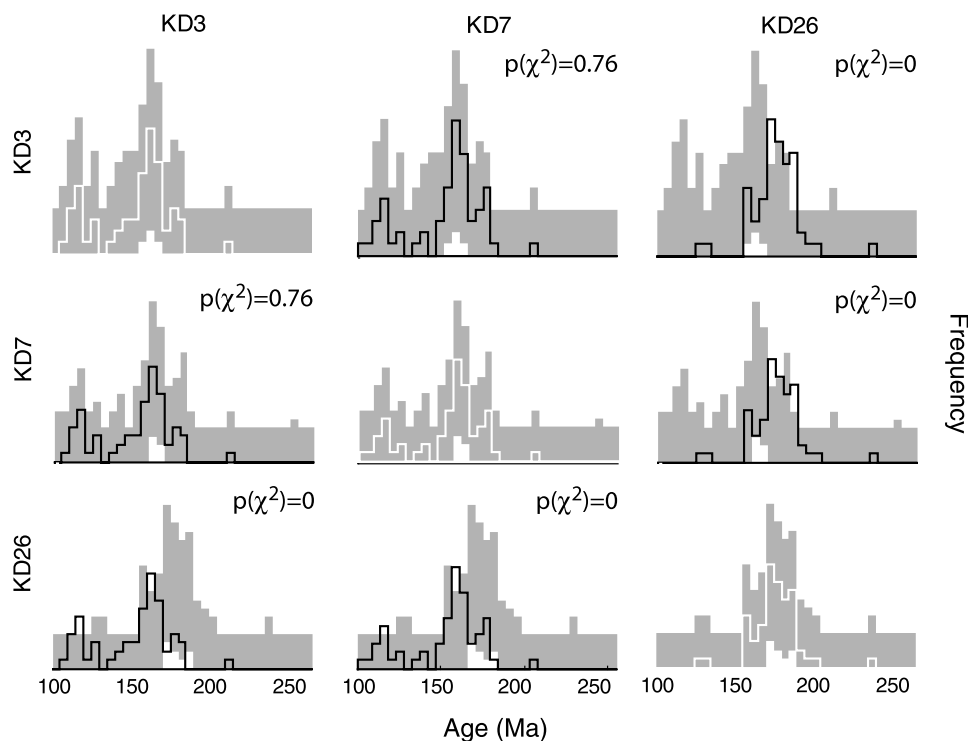 KD3
KD7
KD26
KD3
p(χ²)=0.76
p(χ²)=0
KD7
p(χ²)=0.76
p(χ²)=0
Frequency
KD26
p(χ²)=0
p(χ²)=0
100 150 200 250
100 150 200 250
100 150 200 250
Age (Ma)